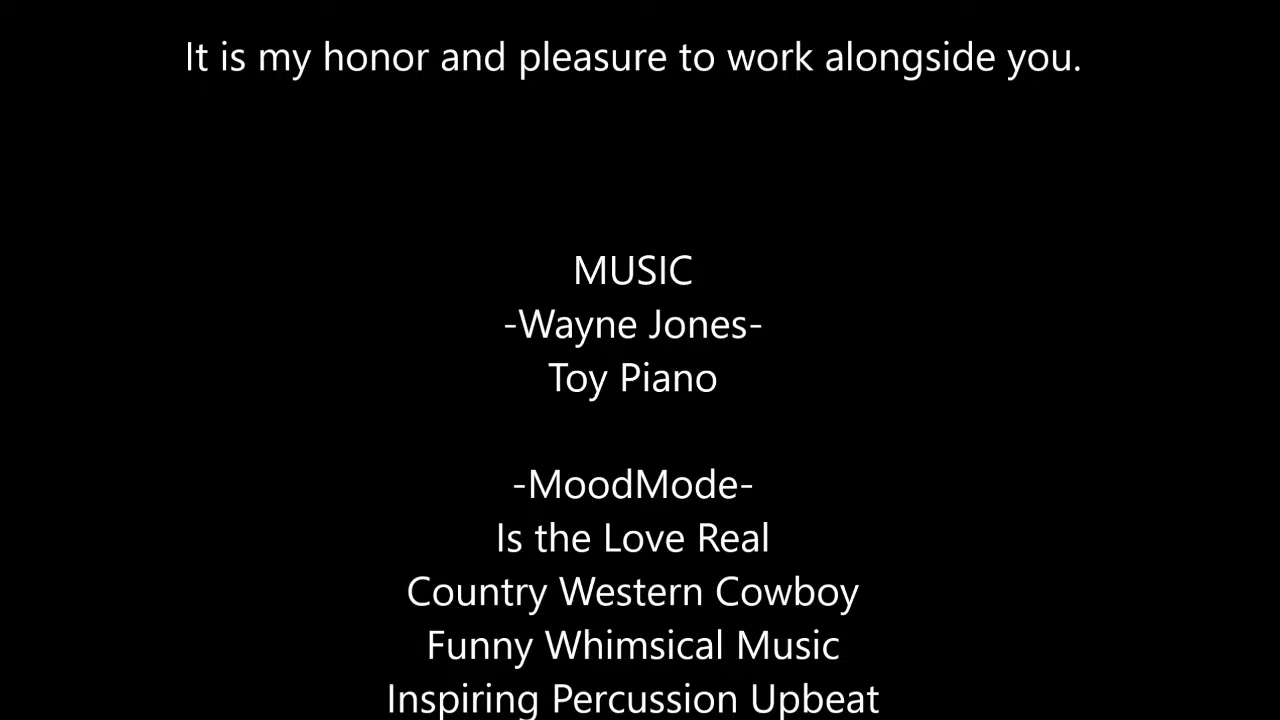 It is my honor and pleasure to work alongside you.
MUSIC
-Wayne Jones-
Toy Piano
-MoodMode-
Is the Love Real
Country Western Cowboy
Funny Whimsical Music
Inspiring Percussion Upbeat